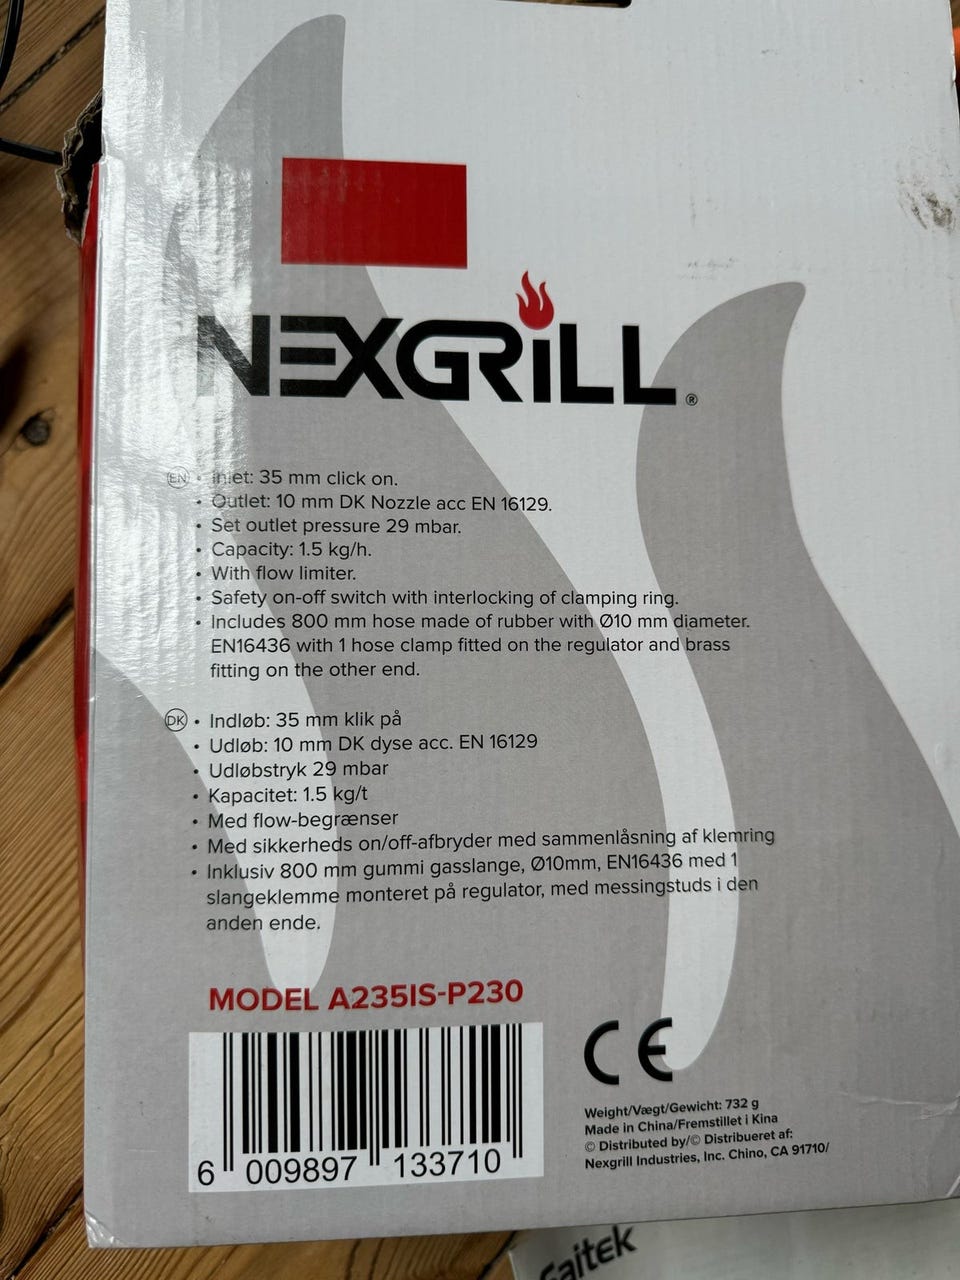 NEXGRiLL®
EN • Inlet: 35 mm click on.
• Outlet: 10 mm DK Nozzle acc EN 16129.
• Set outlet pressure 29 mbar.
• Capacity: 1.5 kg/h.
• With flow limiter.
• Safety on-off switch with interlocking of clamping ring.
• Includes 800 mm hose made of rubber with Ø10 mm diameter.
EN16436 with 1 hose clamp fitted on the regulator and brass
fitting on the other end.
DK • Indløb: 35 mm klik på
• Udløb: 10 mm DK dyse acc. EN 16129
• Udløbstryk 29 mbar
• Kapacitet: 1.5 kg/t
• Med flow-begrænser
• Med sikkerheds on/off-afbryder med sammenlåsning af klemring
• Inklusiv 800 mm gummi gasslange, Ø10mm, EN16436 med 1
slangeklemme monteret på regulator, med messingstuds i den
anden ende.
MODEL A235IS-P230
CE
6 009897 133710
Weight/Vægt/Gewicht: 732 g
Made in China/Fremstillet i Kina
© Distributed by/© Distribueret af:
Nexgrill Industries, Inc. Chino, CA 91710/
Saitek